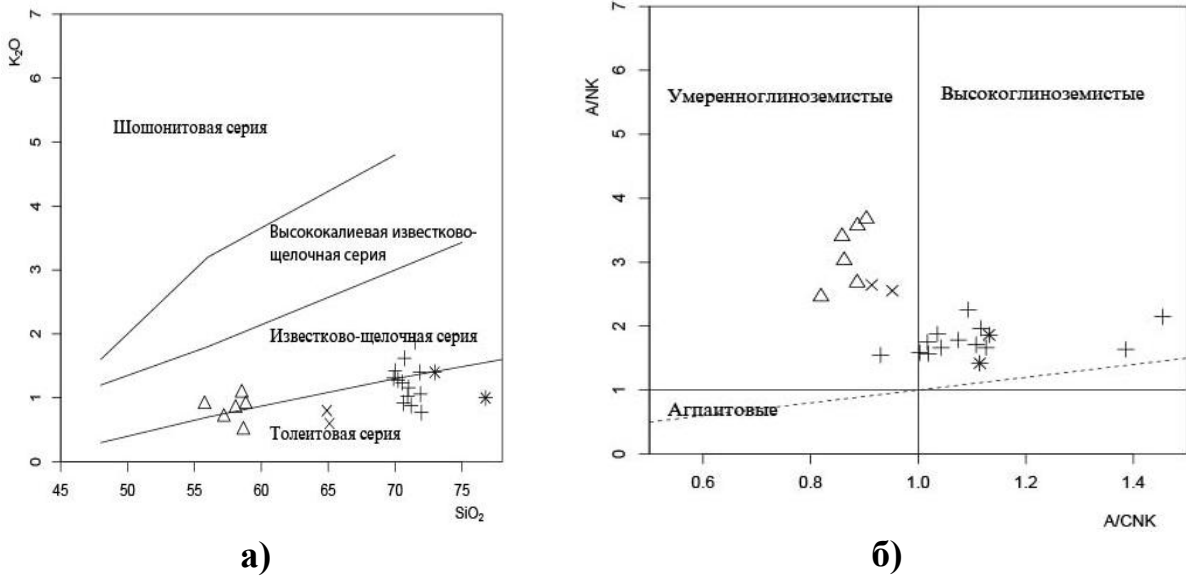 7
6
5
4
3
2
1
0
K₂O
Шошонитовая серия
Высококалиевая известково-
щелочная серия
Известково-щелочная серия
Толеитовая серия
45
50
55
60
65
70
75
SiO₂
а)
7
6
5
4
3
2
1
0
A/NK
Умеренноглиноземистые
Высокоглиноземистые
Агпаитовые
0.6
0.8
1.0
1.2
1.4
A/CNK
б)